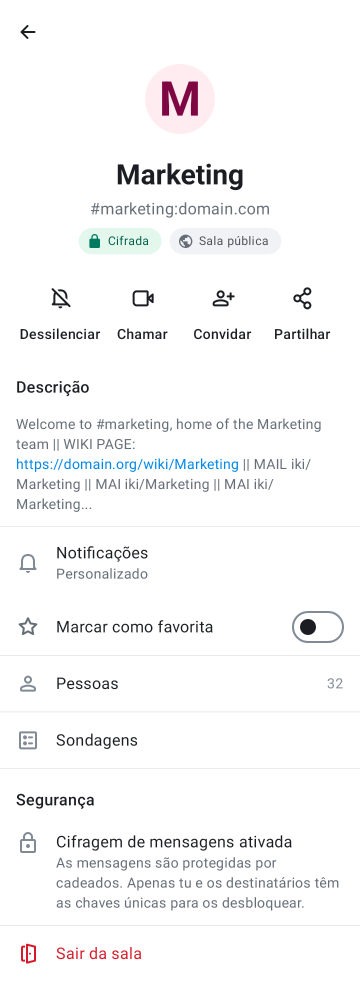 M
Marketing
#marketing:domain.com
Cifrada
Sala pública
Dessilenciar
Chamar
Convidar
Partilhar
Descrição
Welcome to #marketing, home of the Marketing
team || WIKI PAGE:
https://domain.org/wiki/Marketing || MAIL iki/
Marketing || MAI iki/Marketing || MAI iki/
Marketing...
Notificações
Personalizado
Marcar como favorita
Pessoas
32
Sondagens
Segurança
Cifragem de mensagens ativada
As mensagens são protegidas por
cadeados. Apenas tu e os destinatários têm
as chaves únicas para os desbloquear.
Sair da sala